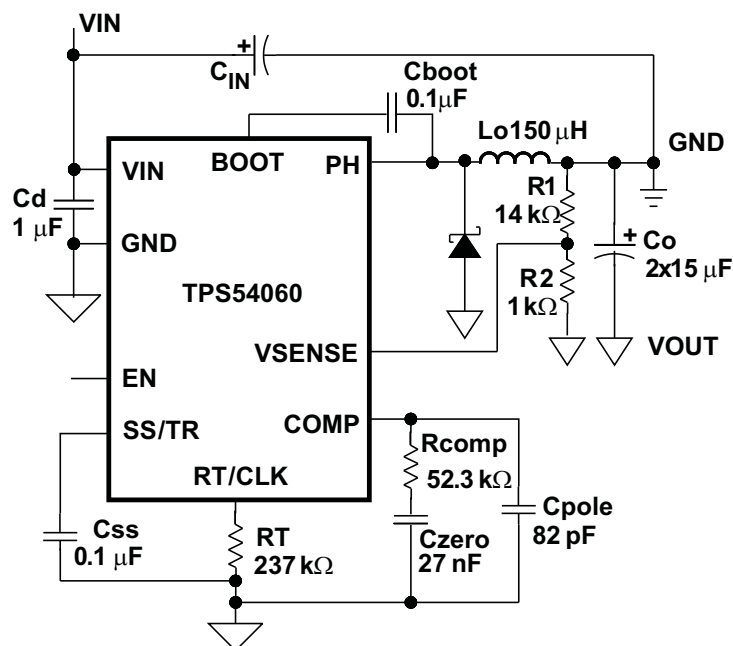 VIN
C_IN
+
Cboot
0.1μF
Lo150 μH
GND
VIN
BOOT
PH
R1
14 kΩ
Cd
1 μF
GND
+
Co
2x15 μF
TPS54060
R2
1kΩ
VSENSE
VOUT
EN
SS/TR
COMP
Rcomp
52.3 kΩ
RT/CLK
Cpole
82 pF
Css
0.1 μF
RT
237 kΩ
Czero
27 nF